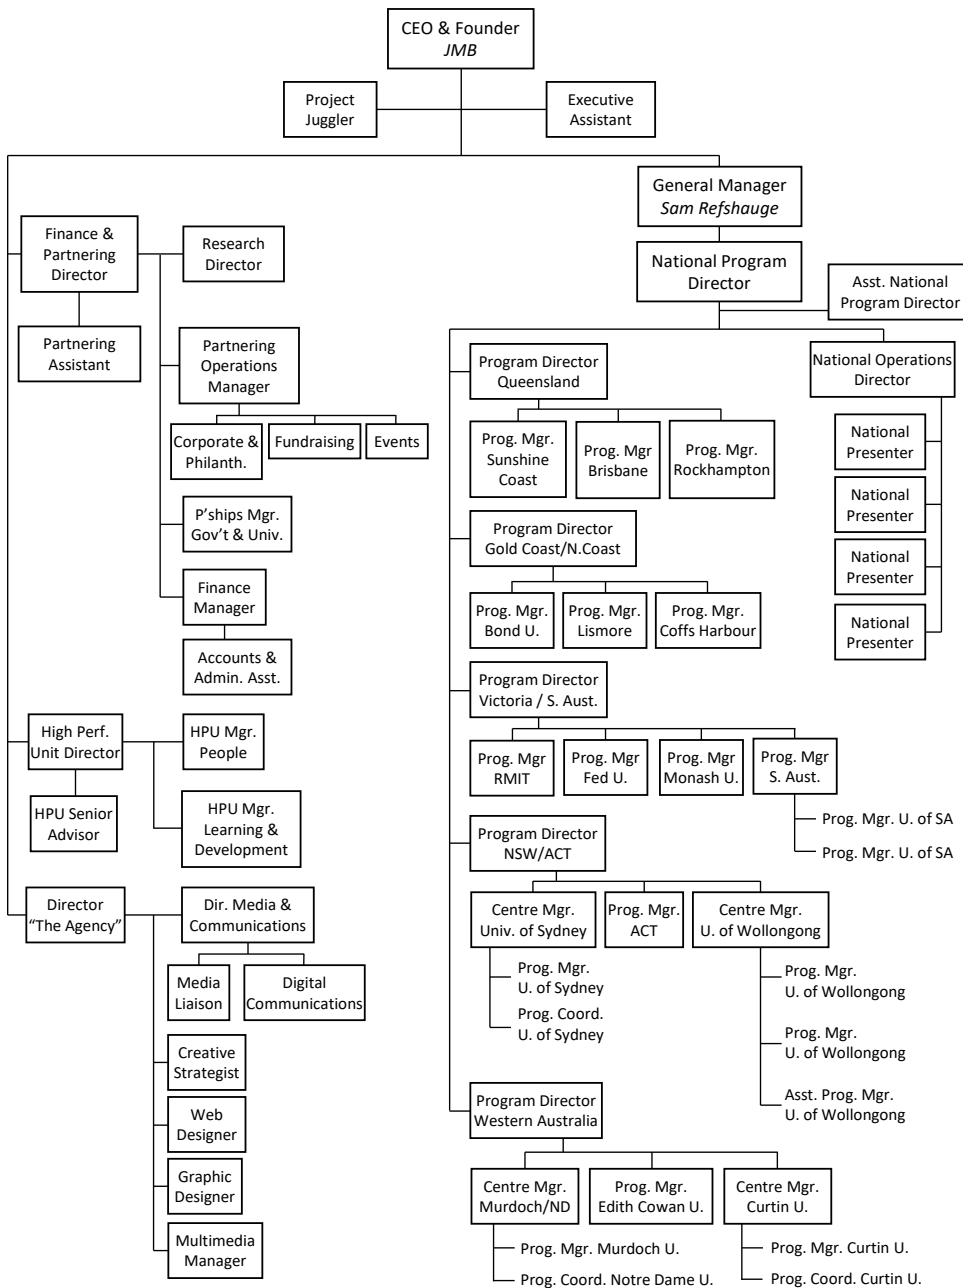 CEO & Founder
JMB
Project
Juggler
Executive
Assistant
General Manager
Sam Refshauge
National Program
Director
Asst. National
Program Director
Finance &
Partnering
Director
Partnering
Assistant
Research
Director
Partnering
Operations
Manager
Corporate &
Philanth.
Fundraising
Events
P'ships Mgr.
Gov't & Univ.
Finance
Manager
Accounts &
Admin. Asst.
High Perf.
Unit Director
HPU Senior
Advisor
HPU Mgr.
People
HPU Mgr.
Learning &
Development
Director
“The Agency”
Dir. Media &
Communications
Media
Liaison
Digital
Communications
Creative
Strategist
Web
Designer
Graphic
Designer
Multimedia
Manager
Program Director
Queensland
Prog. Mgr.
Sunshine
Coast
Prog. Mgr
Brisbane
Prog. Mgr.
Rockhampton
Program Director
Gold Coast/N.Coast
Prog. Mgr.
Bond U.
Prog. Mgr.
Lismore
Prog. Mgr.
Coffs Harbour
Program Director
Victoria / S. Aust.
Prog. Mgr
RMIT
Prog. Mgr
Fed U.
Prog. Mgr
Monash U.
Prog. Mgr
S. Aust.
Prog. Mgr. U. of SA
Prog. Mgr. U. of SA
Program Director
NSW/ACT
Centre Mgr.
Univ. of Sydney
Prog. Mgr.
U. of Sydney
Prog. Coord.
U. of Sydney
Prog. Mgr.
ACT
Centre Mgr.
U. of Wollongong
Prog. Mgr.
U. of Wollongong
Prog. Mgr.
U. of Wollongong
Asst. Prog. Mgr.
U. of Wollongong
Program Director
Western Australia
Centre Mgr.
Murdoch/ND
Prog. Mgr. Murdoch U.
Prog. Coord. Notre Dame U.
Prog. Mgr.
Edith Cowan U.
Centre Mgr.
Curtin U.
Prog. Mgr. Curtin U.
Prog. Coord. Curtin U.
National Operations
Director
National
Presenter
National
Presenter
National
Presenter
National
Presenter